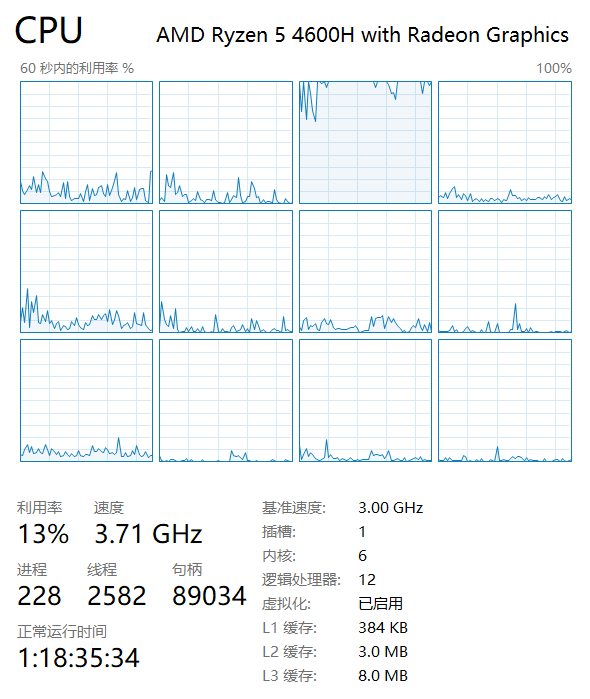 CPU AMD Ryzen 5 4600H with Radeon Graphics
60 秒内的利用率 % 100%
利用率 速度
13% 3.71 GHz
进程 线程 句柄
228 2582 89034
正常运行时间
1:18:35:34
基准速度: 3.00 GHz
插槽: 1
内核: 6
逻辑处理器: 12
虚拟化: 已启用
L1 缓存: 384 KB
L2 缓存: 3.0 MB
L3 缓存: 8.0 MB